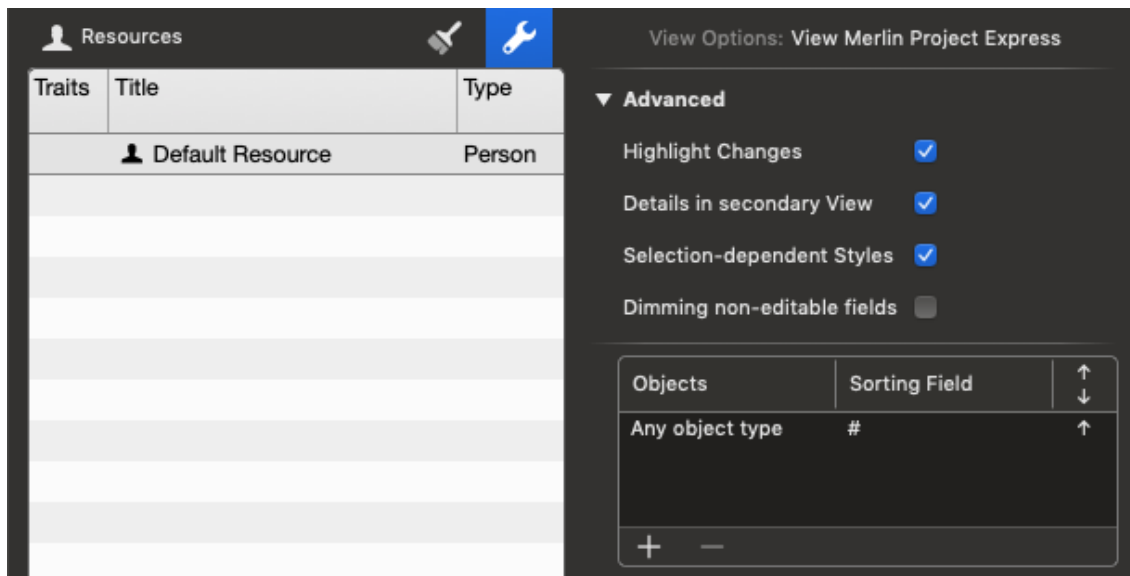 Resources
Traits Title Type
Default Resource Person
View Options: View Merlin Project Express
Advanced
Highlight Changes
Details in secondary View
Selection-dependent Styles
Dimming non-editable fields
Objects Sorting Field ↑↓
Any object type # ↑
+ −